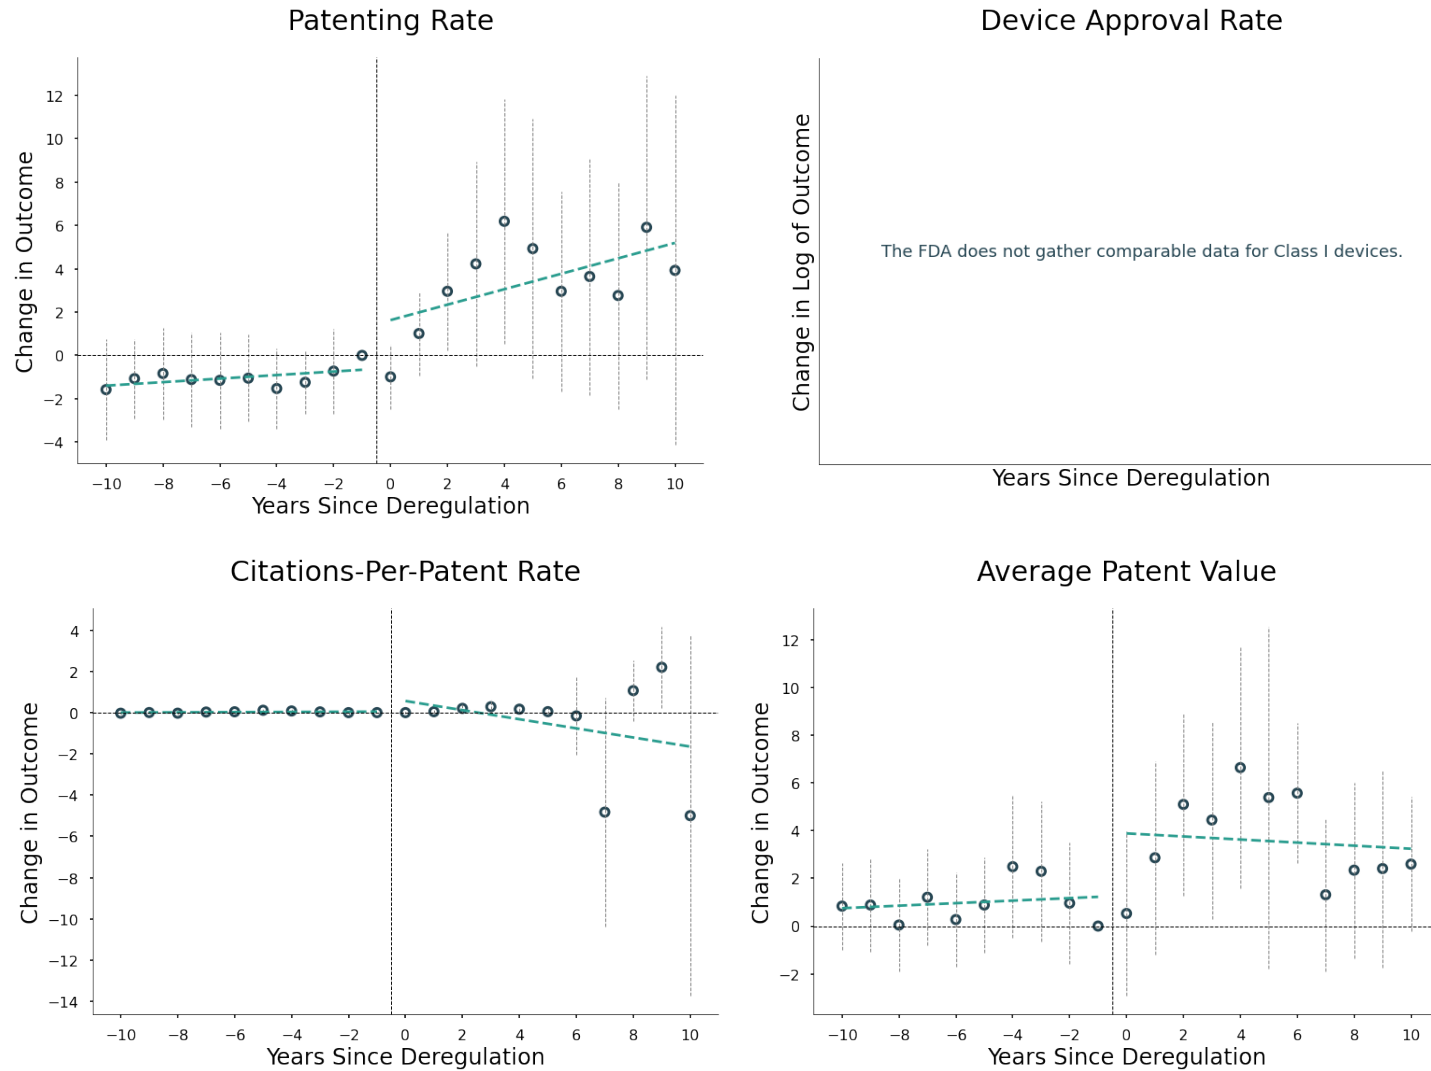 Patenting Rate
Change in Outcome
12
10
8
6
4
2
0
−2
−4
−10 −8 −6 −4 −2 0 2 4 6 8 10
Years Since Deregulation
Device Approval Rate
Change in Log of Outcome
The FDA does not gather comparable data for Class I devices.
Years Since Deregulation
Citations-Per-Patent Rate
Change in Outcome
4
2
0
−2
−4
−6
−8
−10
−12
−14
−10 −8 −6 −4 −2 0 2 4 6 8 10
Years Since Deregulation
Average Patent Value
Change in Outcome
12
10
8
6
4
2
0
−2
−10 −8 −6 −4 −2 0 2 4 6 8 10
Years Since Deregulation